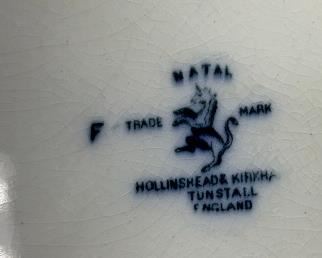 NATAL
F TRADE MARK
HOLLINSHEAD & KIRKHA
TUNSTALL
ENGLAND